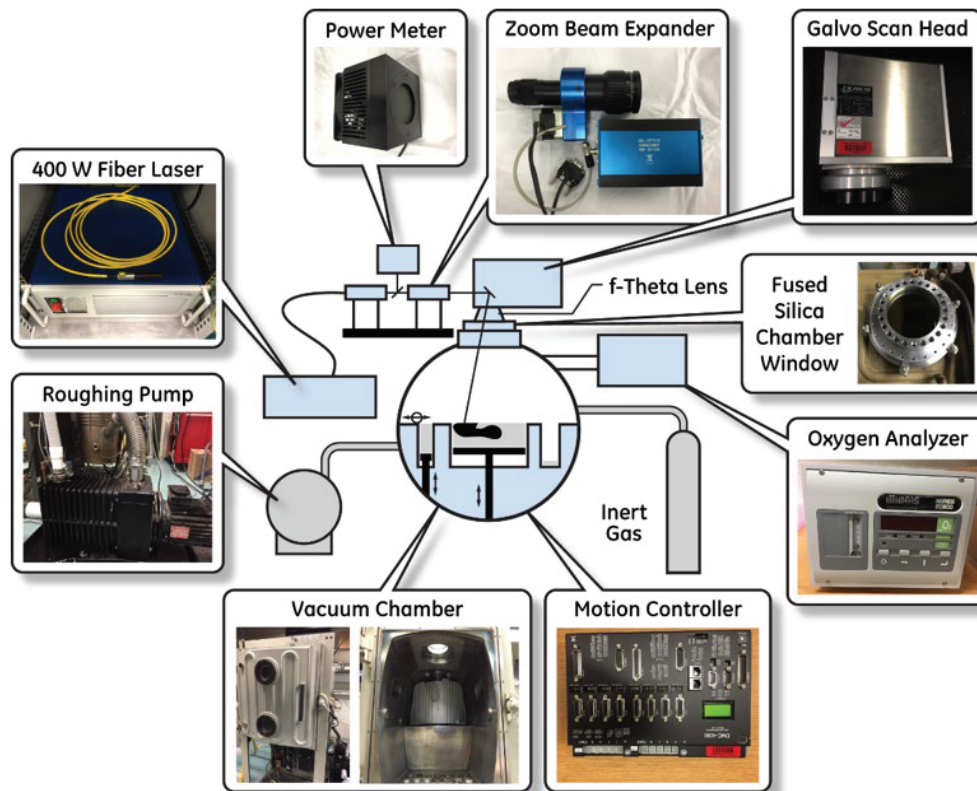 Power Meter
Zoom Beam Expander
Galvo Scan Head
400 W Fiber Laser
f-Theta Lens
Fused
Silica
Chamber
Window
Roughing Pump
Oxygen Analyzer
Inert
Gas
Vacuum Chamber
Motion Controller